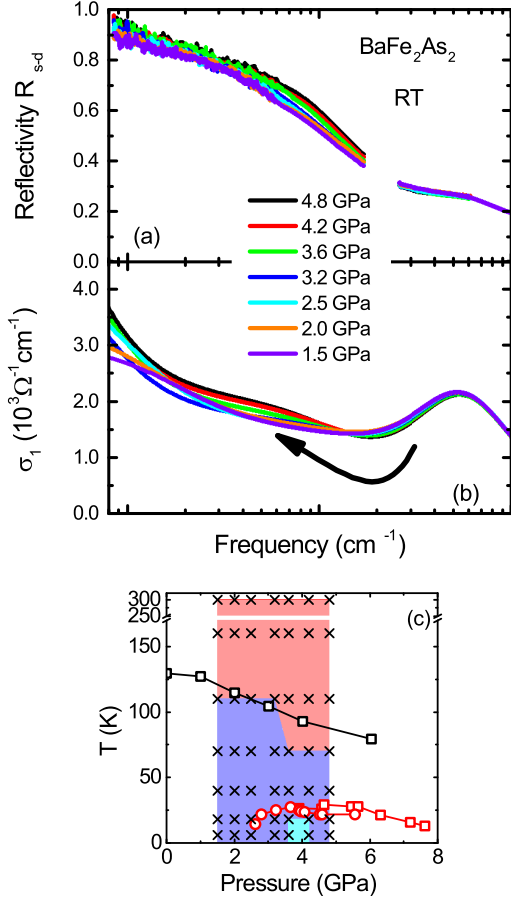 1.0
0.8
0.6
0.4
0.2
0.0
Reflectivity R s-d
BaFe2As2
RT
(a)
4.8 GPa
4.2 GPa
3.6 GPa
3.2 GPa
2.5 GPa
2.0 GPa
1.5 GPa
4.0
3.0
2.0
1.0
0.0
σ1 (10³Ω⁻¹cm⁻¹)
(b)
Frequency (cm ⁻¹)
300
250
150
100
50
25
0
T (K)
(c)
0 2 4 6 8
Pressure (GPa)